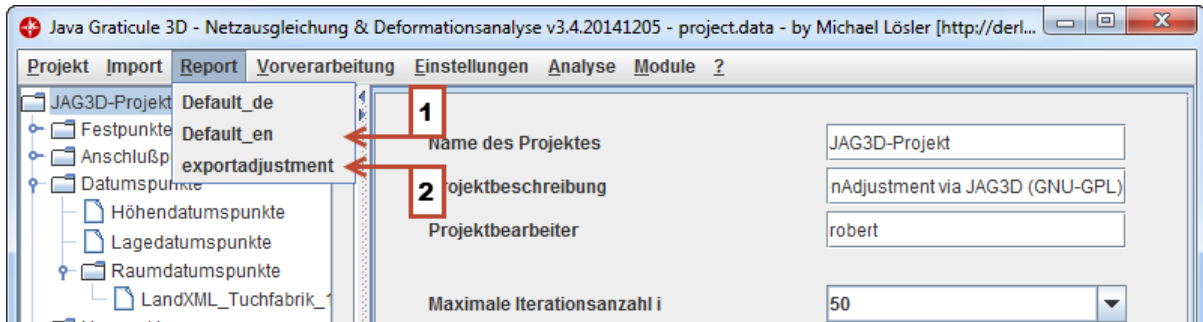 Java Graticule 3D - Netzausgleichung & Deformationsanalyse v3.4.20141205 - project.data - by Michael Lösler [http://derl...
Projekt Import Report Vorverarbeitung Einstellungen Analyse Module ?
JAG3D-Projekt
Festpunkte
Anschlußp
Datumspunkte
Höhendatumspunkte
Lagedatumspunkte
Raumdatumspunkte
LandXML_Tuchfabrik_1
Default_de
Default_en
exportadjustment
1
2
Name des Projektes
JAG3D-Projekt
rojektbeschreibung
nAdjustment via JAG3D (GNU-GPL)
Projektbearbeiter
robert
Maximale Iterationsanzahl i
50